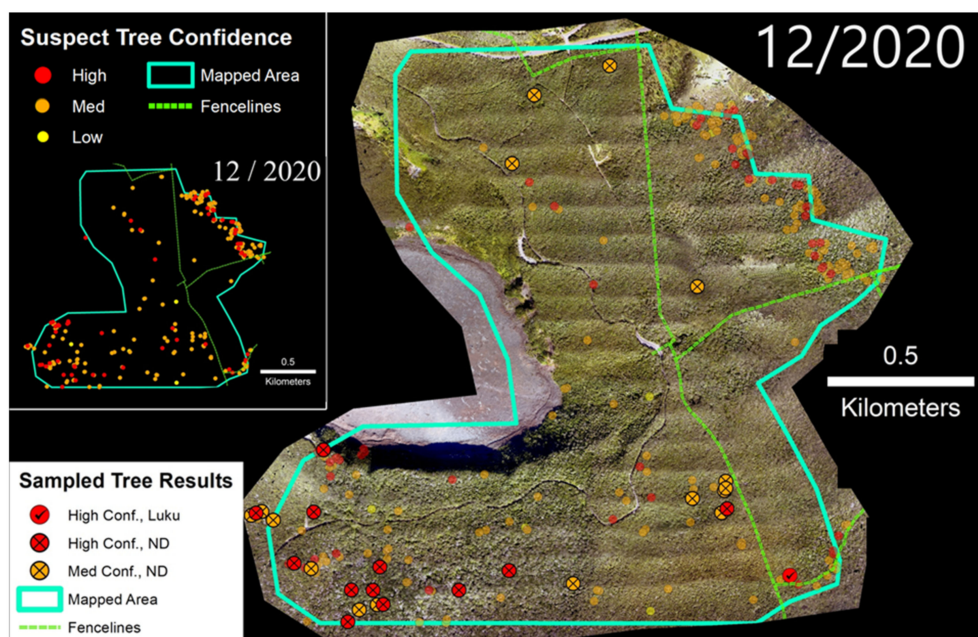 Suspect Tree Confidence
High
Mapped Area
Med
Fencelines
Low
12 / 2020
0.5
Kilometers
12/2020
0.5
Kilometers
Sampled Tree Results
High Conf., Luku
High Conf., ND
Med Conf., ND
Mapped Area
Fencelines